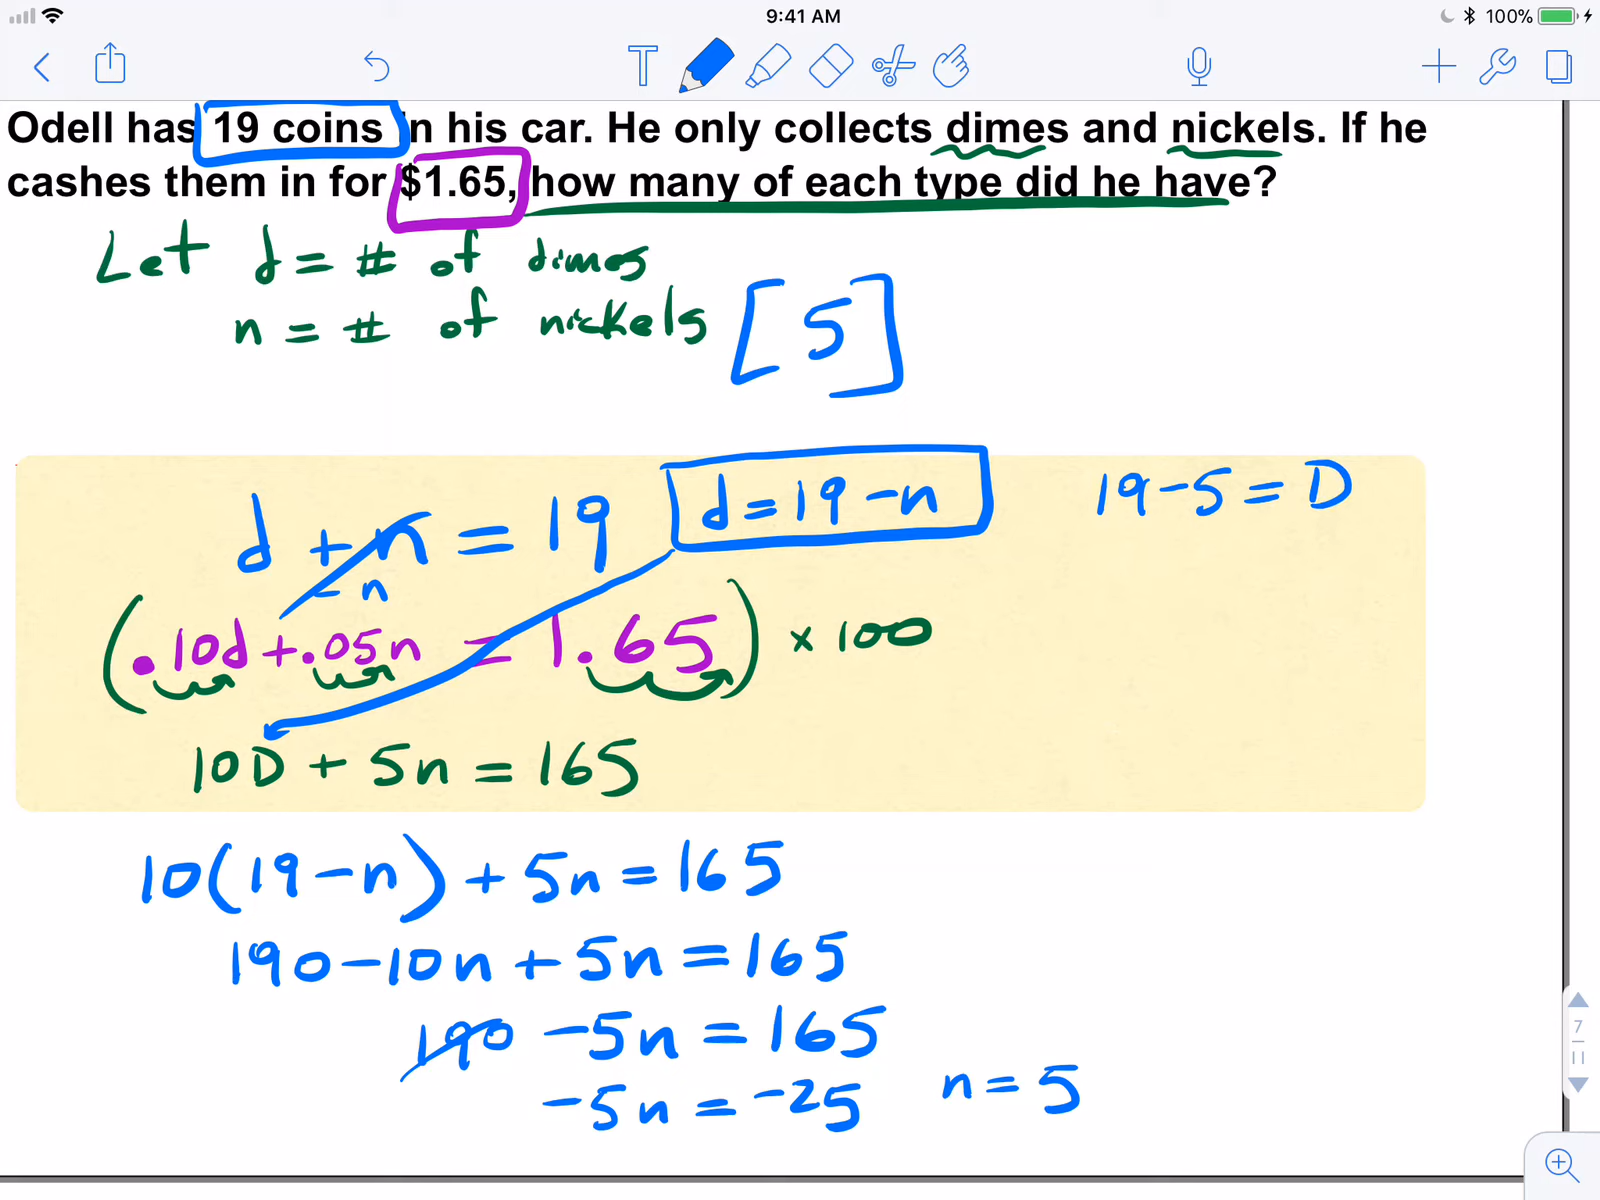 9:41 AM
100%
T
Odell has 19 coins in his car. He only collects dimes and nickels. If he
cashes them in for $1.65, how many of each type did he have?
Let d = # of dimes
n = # of nickels [5]
d + n = 19 d = 19 - n 19 - 5 = D
- n
(.10d + .05n = 1.65) × 100
10D + 5n = 165
10(19 - n) + 5n = 165
190 - 10n + 5n = 165
190 - 5n = 165
-5n = -25 n = 5
7
11